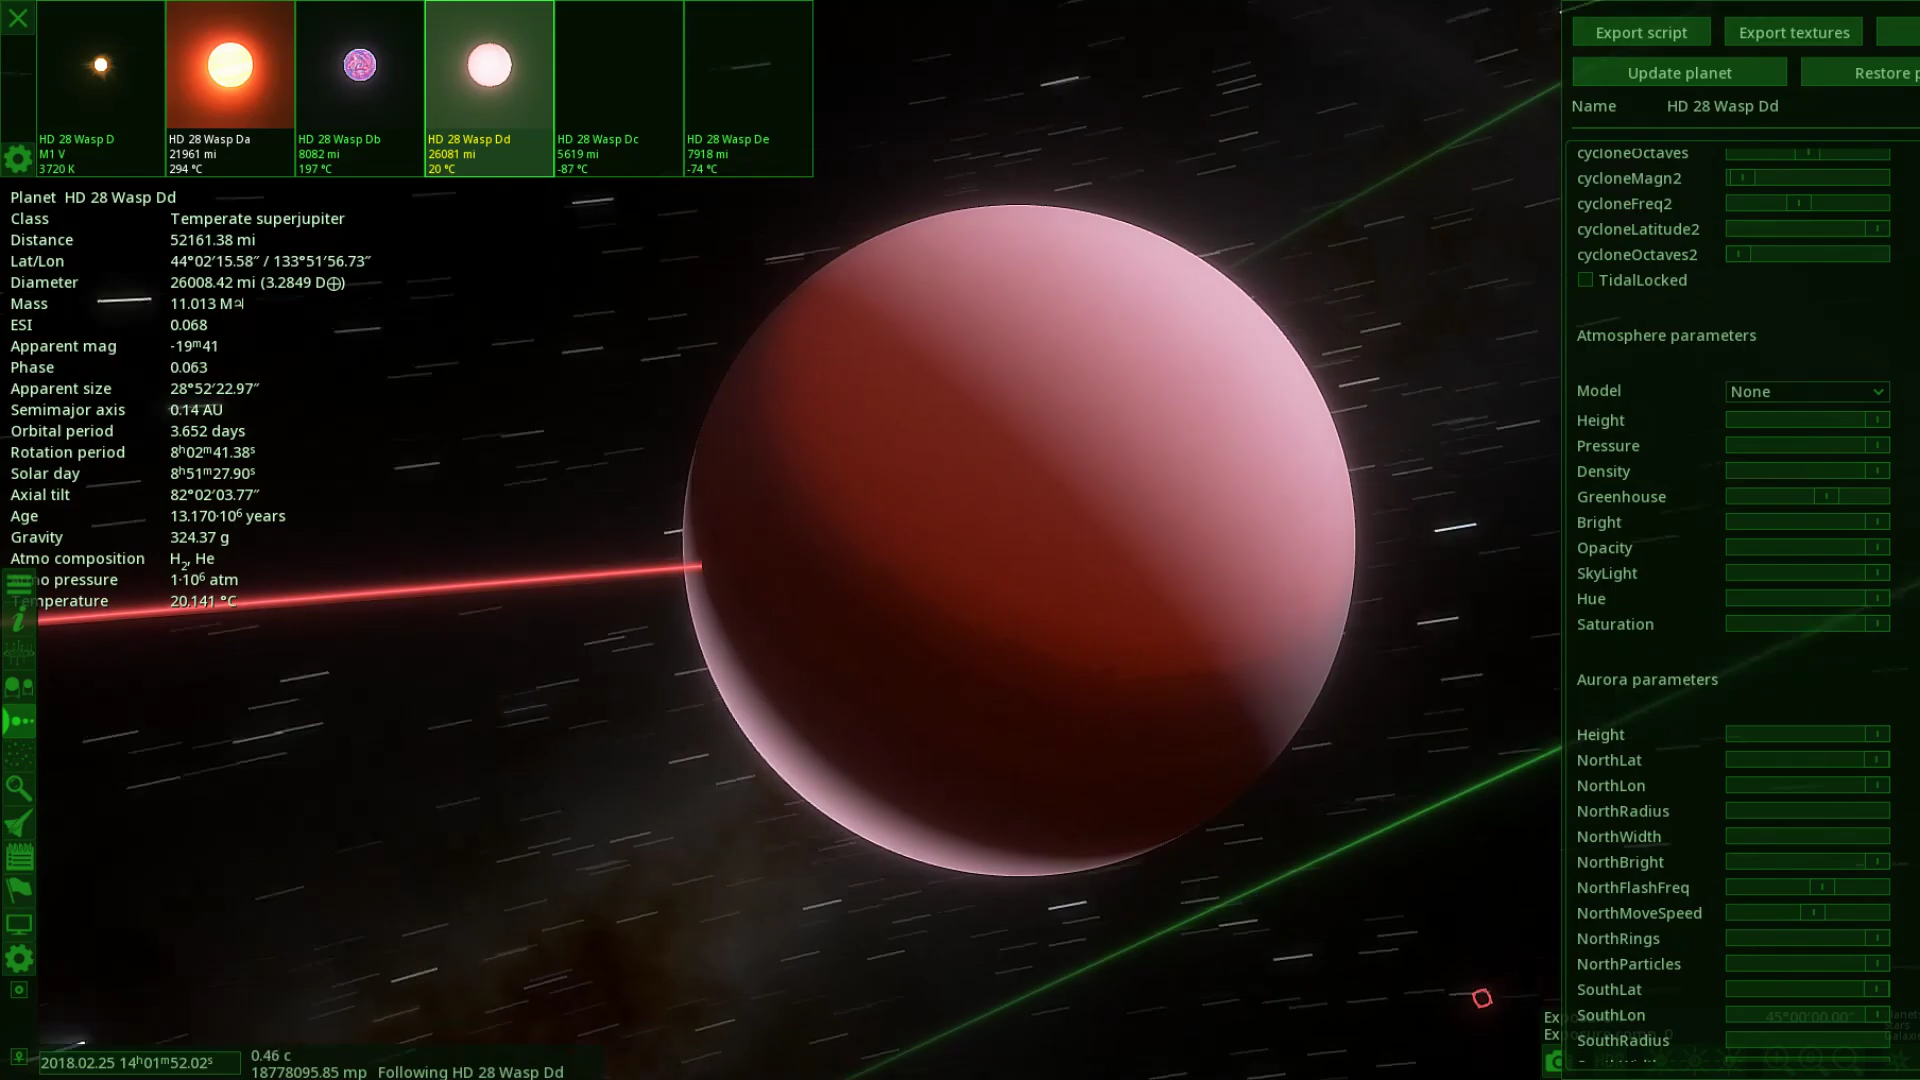 HD 28 Wasp D
M1 V
3720 K
HD 28 Wasp Da
21961 mi
294 °C
HD 28 Wasp Db
8082 mi
197 °C
HD 28 Wasp Dd
26081 mi
20 °C
HD 28 Wasp Dc
5619 mi
-87 °C
HD 28 Wasp De
7918 mi
-74 °C
Planet HD 28 Wasp Dd
Class Temperate superjupiter
Distance 52161.38 mi
Lat/Lon 44°02′15.58″ / 133°51′56.73″
Diameter 26008.42 mi (3.2849 D⊕)
Mass 11.013 M♃
ESI 0.068
Apparent mag -19ᵐ41
Phase 0.063
Apparent size 28°52′22.97″
Semimajor axis 0.14 AU
Orbital period 3.652 days
Rotation period 8ʰ02ᵐ41.38ˢ
Solar day 8ʰ51ᵐ27.90ˢ
Axial tilt 82°02′03.77″
Age 13.170·10⁶ years
Gravity 324.37 g
Atmo composition H₂, He
Atmo pressure 1·10⁶ atm
Temperature 20.141 °C
2018.02.25 14ʰ01ᵐ52.02ˢ
0.46 c
18778095.85 mp Following HD 28 Wasp Dd
Export script
Export textures
Update planet
Restore p
Name HD 28 Wasp Dd
cycloneOctaves
cycloneMagn2
cycloneFreq2
cycloneLatitude2
cycloneOctaves2
TidalLocked
Atmosphere parameters
Model None
Height
Pressure
Density
Greenhouse
Bright
Opacity
SkyLight
Hue
Saturation
Aurora parameters
Height
NorthLat
NorthLon
NorthRadius
NorthWidth
NorthBright
NorthFlashFreq
NorthMoveSpeed
NorthRings
NorthParticles
SouthLat
SouthLon
45°00′00.00″
SouthRadius